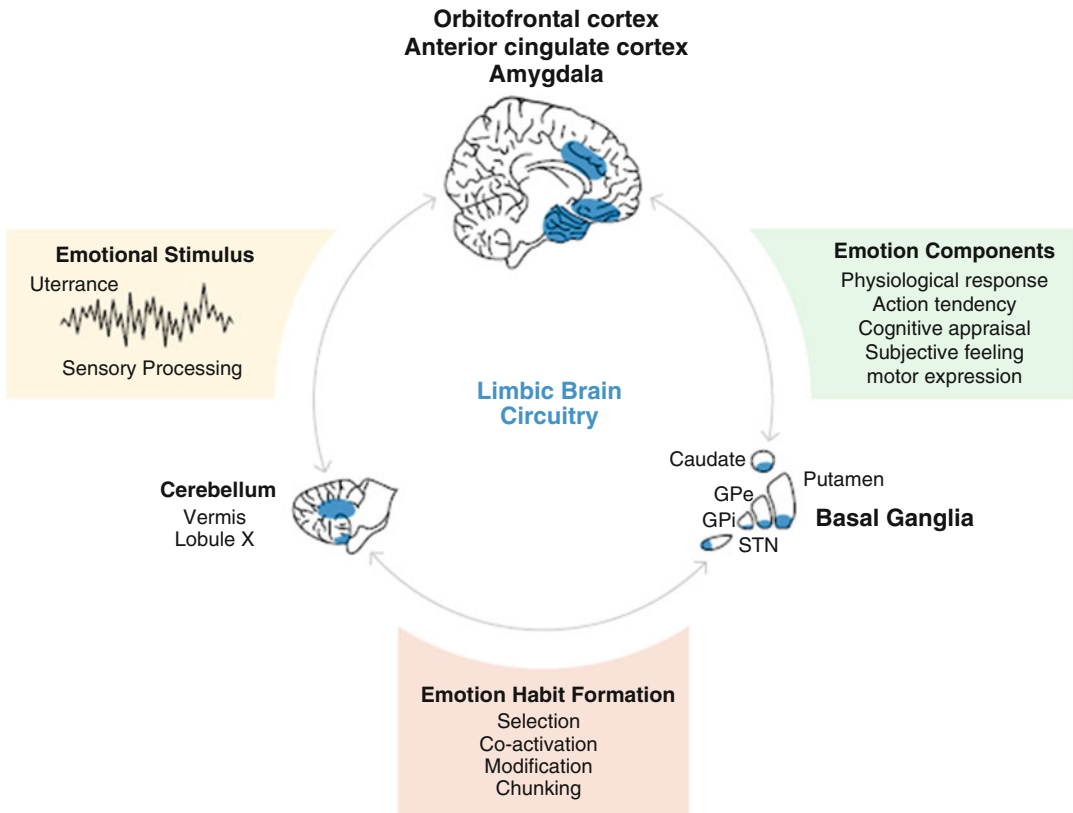 Orbitofrontal cortex
Anterior cingulate cortex
Amygdala
Emotional Stimulus
Uterrance
Sensory Processing
Emotion Components
Physiological response
Action tendency
Cognitive appraisal
Subjective feeling
motor expression
Limbic Brain
Circuitry
Cerebellum
Vermis
Lobule X
Caudate
Putamen
GPe
GPi
STN
Basal Ganglia
Emotion Habit Formation
Selection
Co-activation
Modification
Chunking